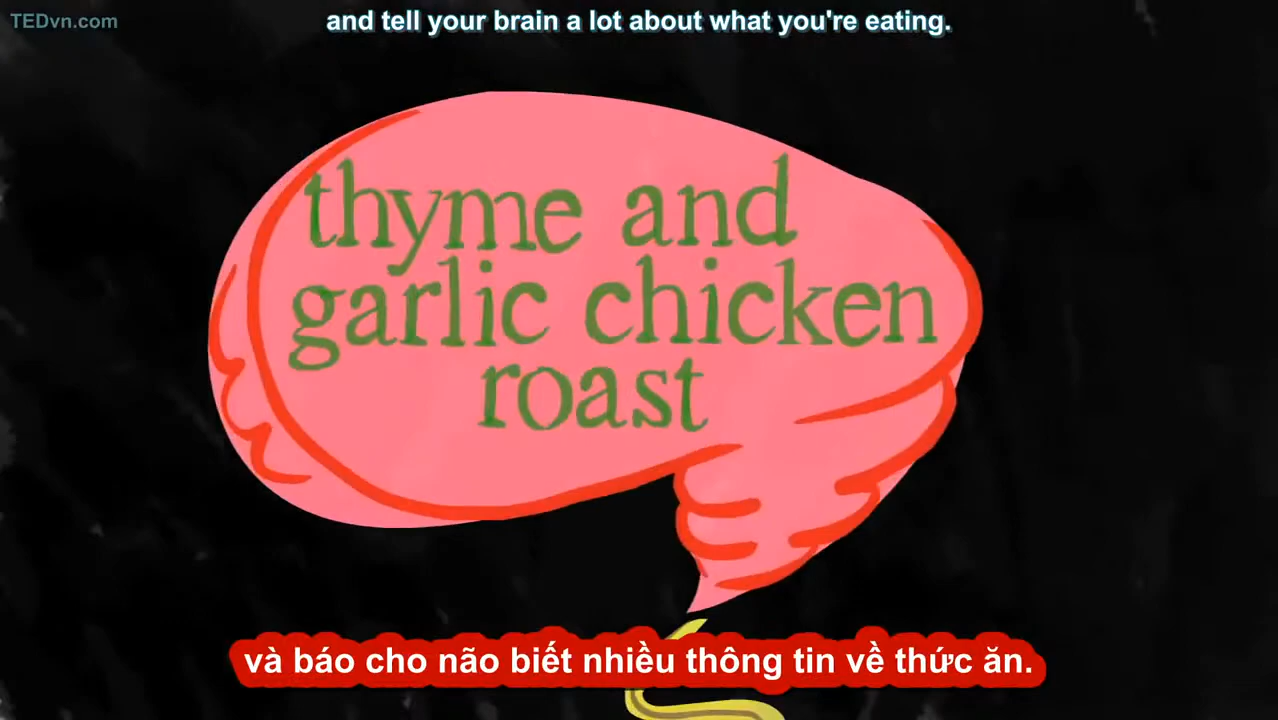 TEDvn.com
and tell your brain a lot about what you're eating.
thyme and
garlic chicken
roast
và báo cho não biết nhiều thông tin về thức ăn.